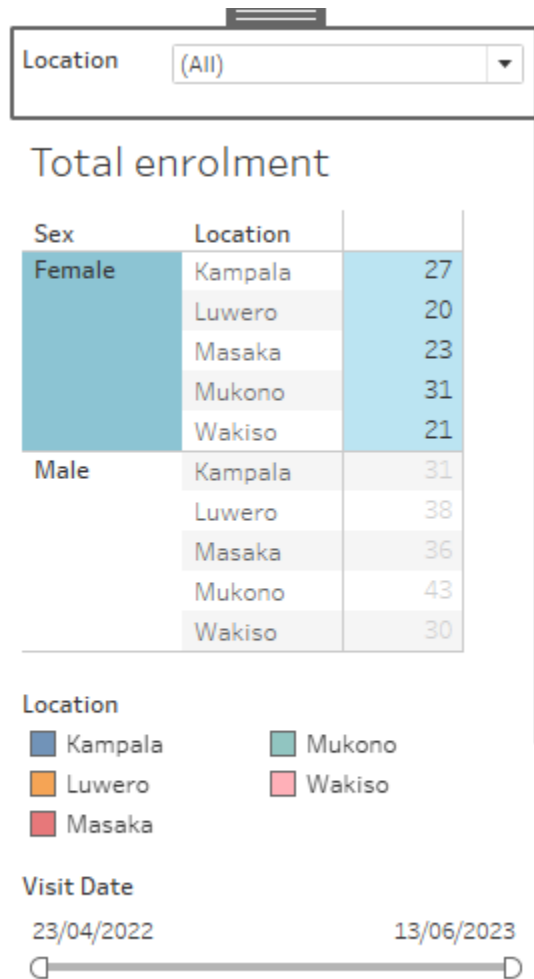 Location (All)
Total enrolment
Sex Location
Female Kampala 27
Luwero 20
Masaka 23
Mukono 31
Wakiso 21
Male Kampala 31
Luwero 38
Masaka 36
Mukono 43
Wakiso 30
Location
Kampala Mukono
Luwero Wakiso
Masaka
Visit Date
23/04/2022 13/06/2023